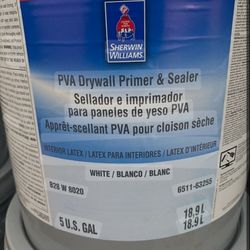 SHERWIN
WILLIAMS
PVA Drywall Primer & Sealer
Sellador e imprimador
para paneles de yeso PVA
Apprêt-scellant PVA pour cloison sèche
INTERIOR LATEX / LATEX PARA INTERIORES / LATEX D'INTÉRIEUR
WHITE / BLANCO / BLANC
B28 W 8020
6511-63255
5 U.S. GAL
18.9 L
18.9 L